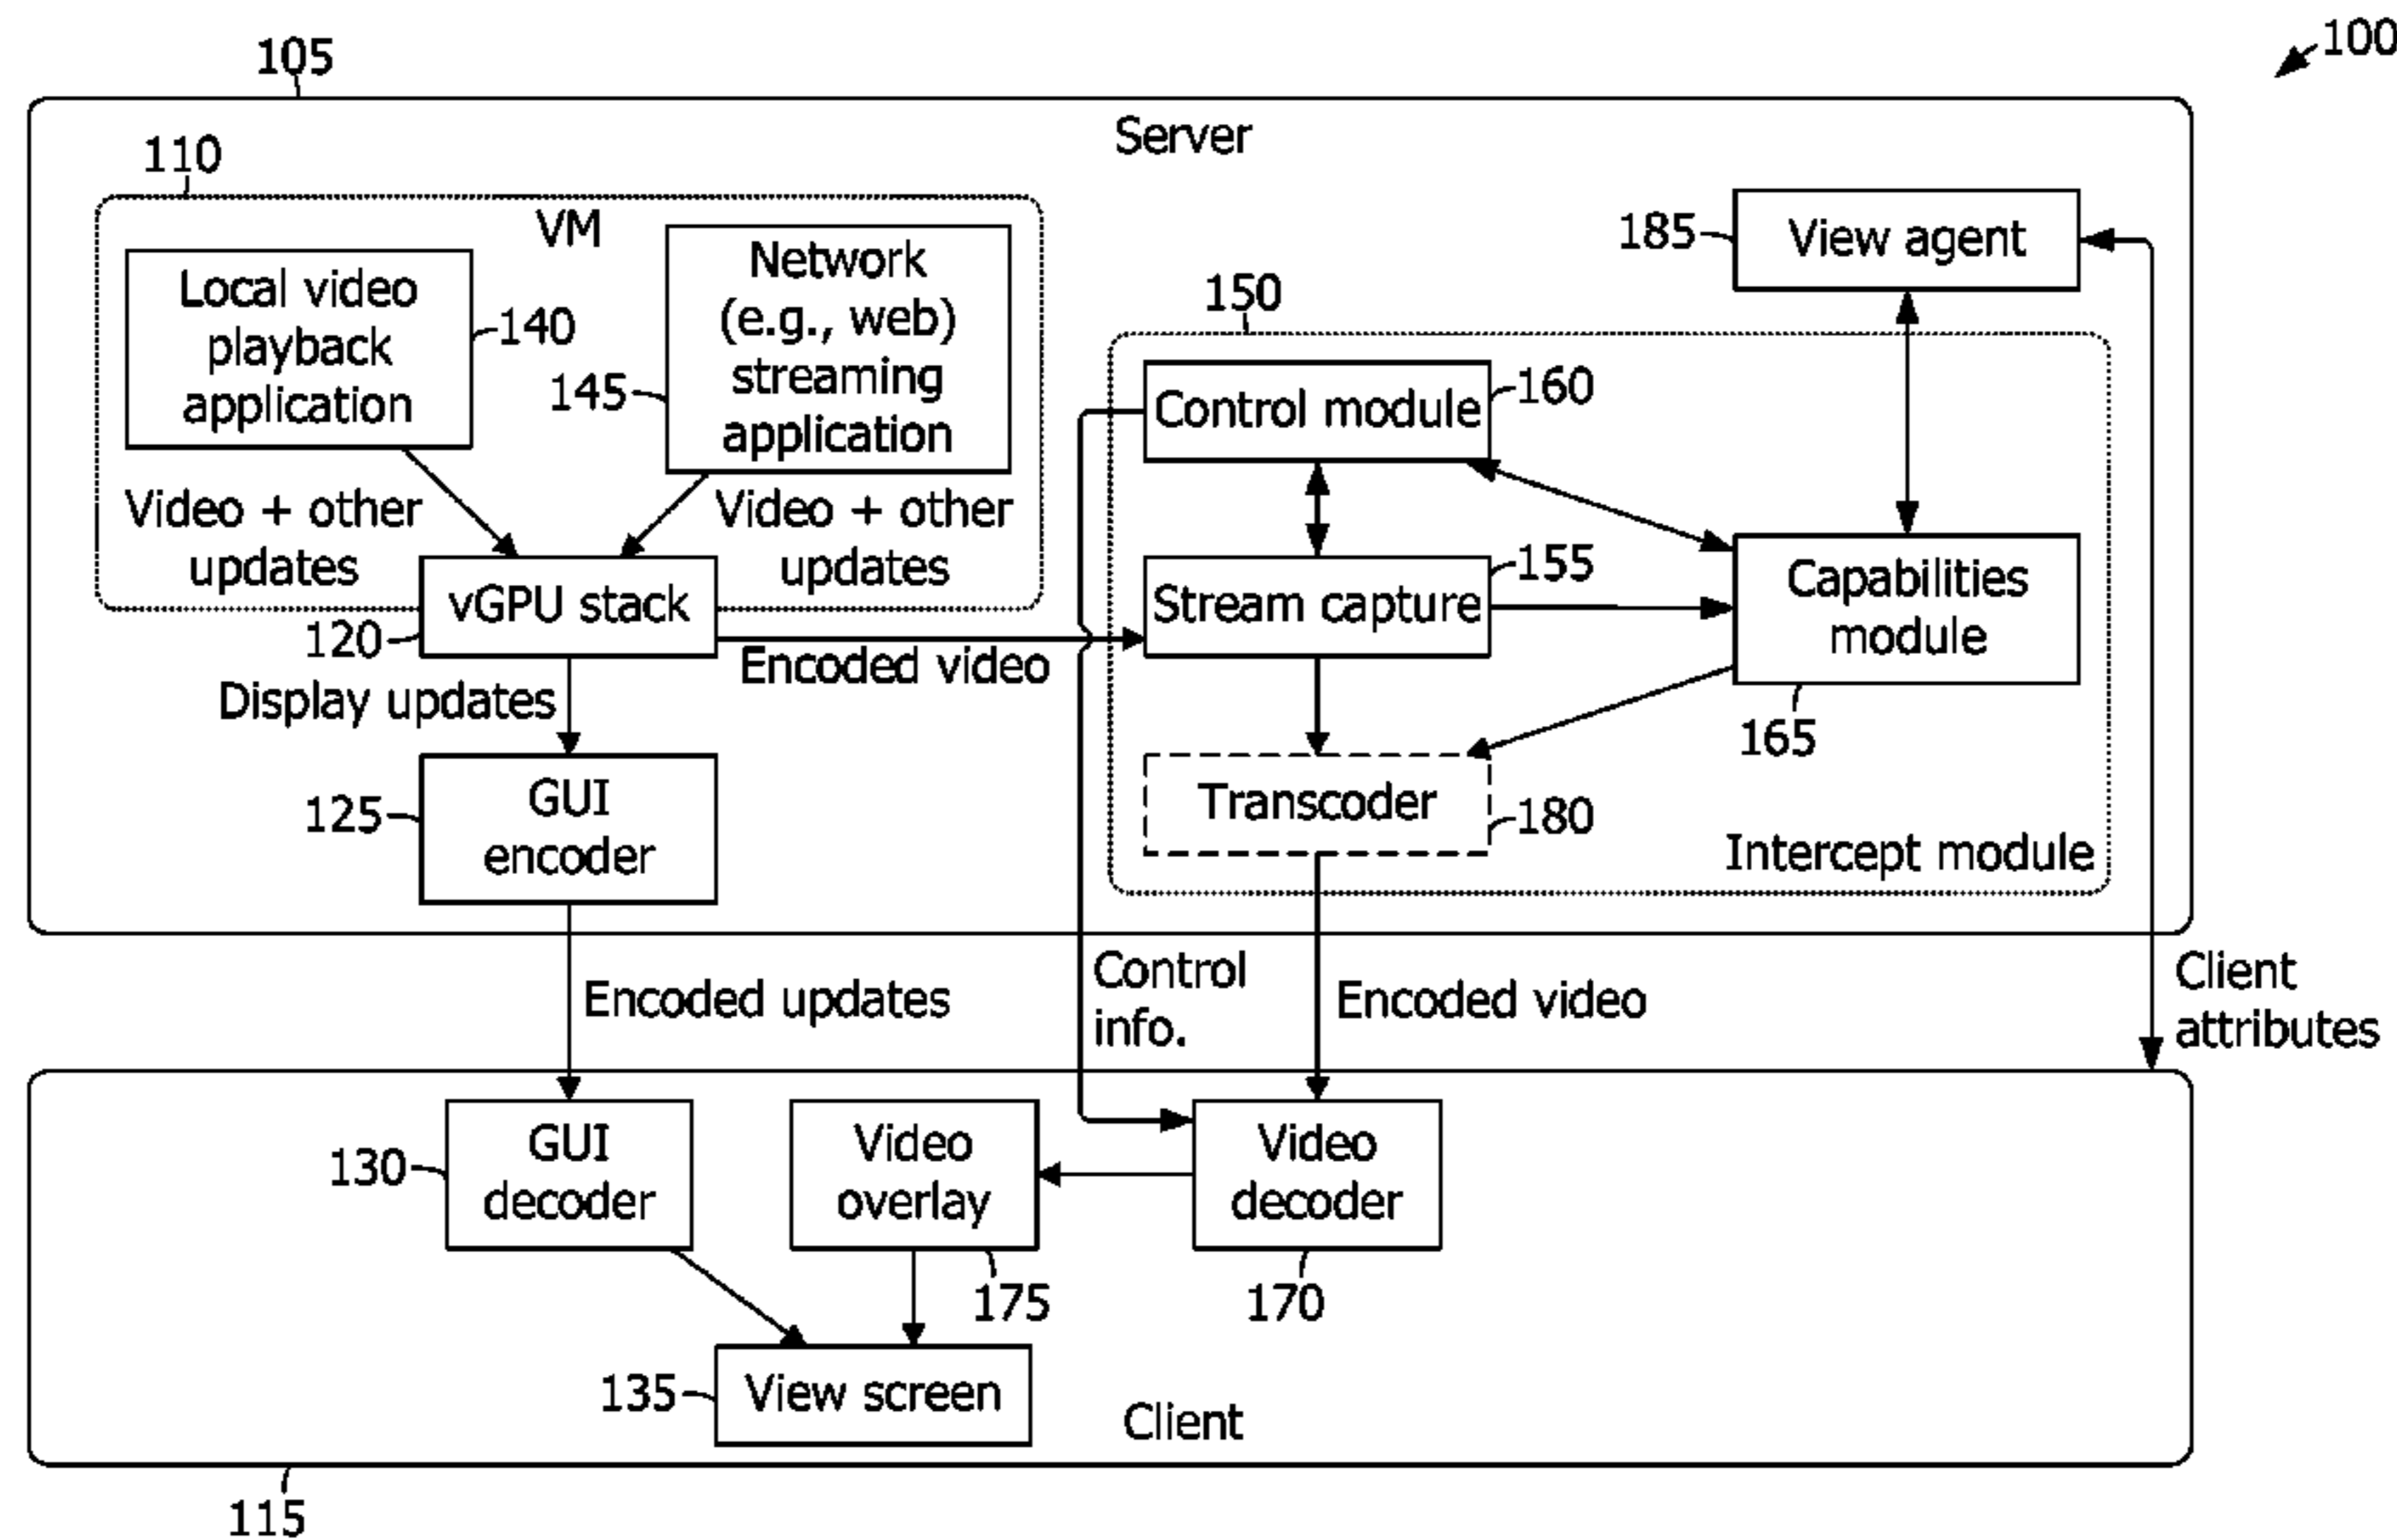 100
105
Server
110
VM
Local video
playback
application
140
Network
(e.g., web)
streaming
application
145
185
View agent
150
Control module
160
Video + other
updates
Video + other
updates
vGPU stack
120
Stream capture
155
Capabilities
module
165
Encoded video
Display updates
GUI
encoder
125
Transcoder
180
Intercept module
Encoded updates
Control
info.
Encoded video
Client
attributes
GUI
decoder
130
Video
overlay
175
Video
decoder
170
View screen
135
Client
115